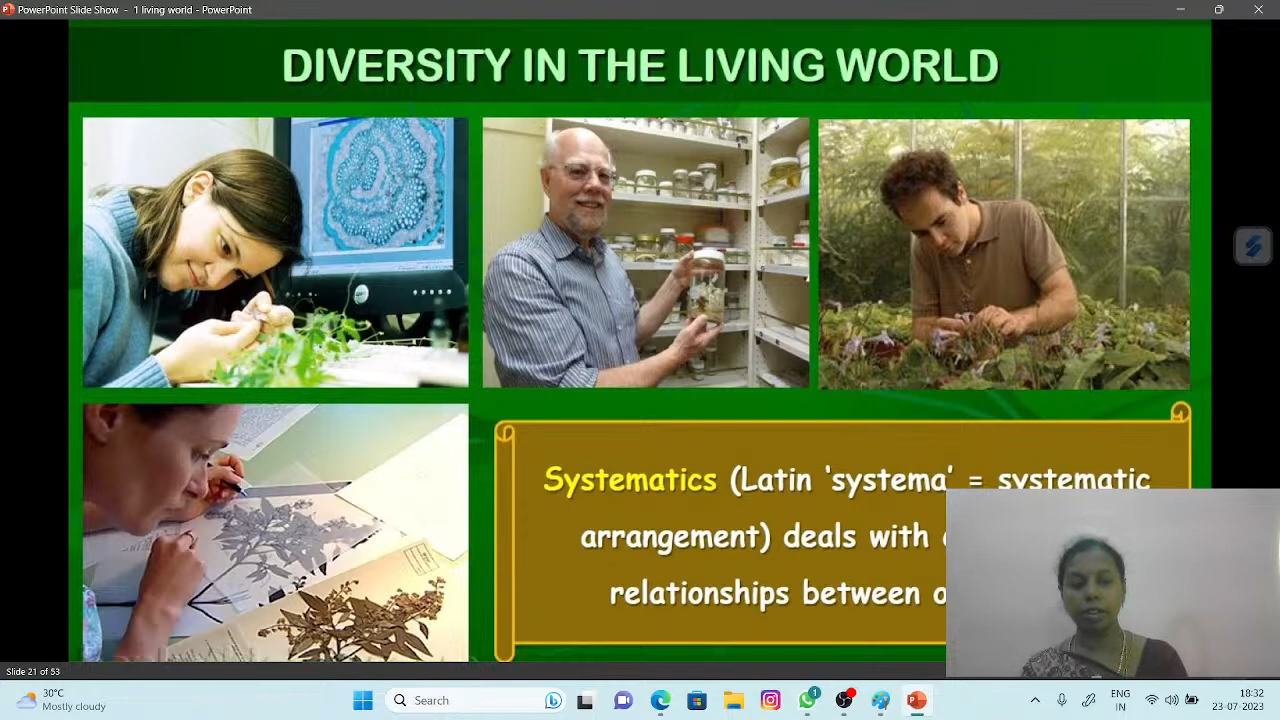 PowerPoint Slide Show - 1 living world - PowerPoint
DIVERSITY IN THE LIVING WORLD
Systematics (Latin 'systema' = systematic
arrangement) deals with
relationships between
Slide 21 of 53
30°C
Mostly cloudy
Search
1
ENG
IN
18:32
23-07-2023